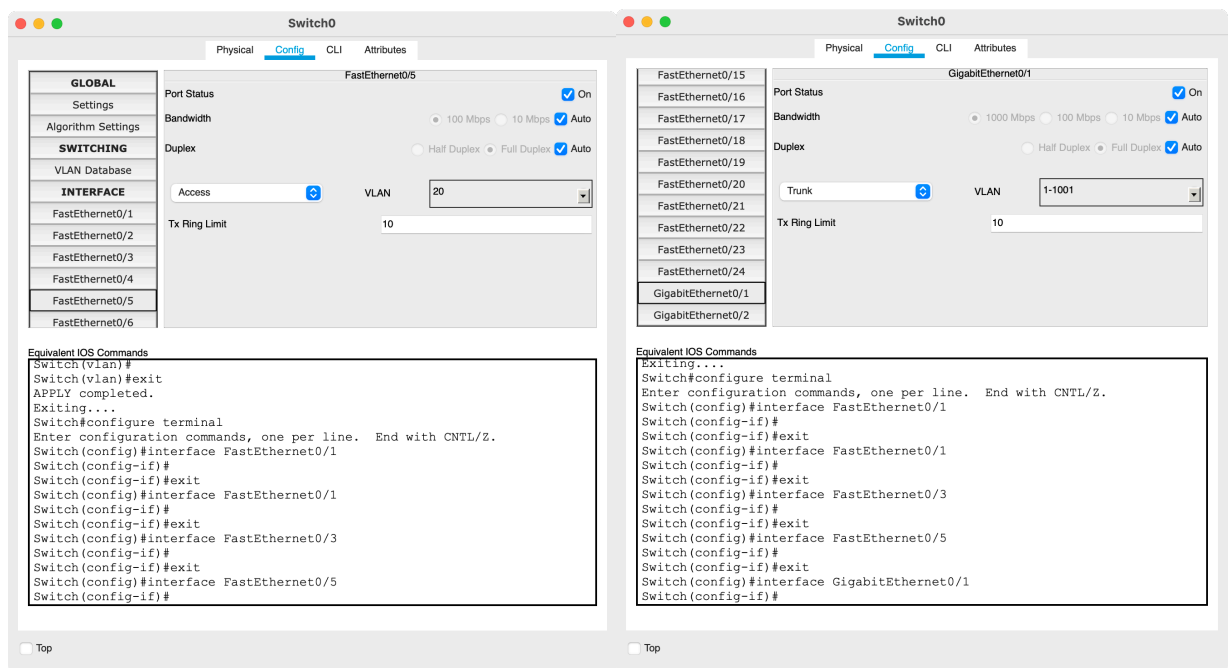 Switch0
Physical Config CLI Attributes
GLOBAL
Settings
Algorithm Settings
SWITCHING
VLAN Database
INTERFACE
FastEthernet0/1
FastEthernet0/2
FastEthernet0/3
FastEthernet0/4
FastEthernet0/5
FastEthernet0/6
FastEthernet0/5
Port Status On
Bandwidth 100 Mbps 10 Mbps Auto
Duplex Half Duplex Full Duplex Auto
Access VLAN 20
Tx Ring Limit 10
Equivalent IOS Commands
Switch(vlan)#
Switch(vlan)#exit
APPLY completed.
Exiting....
Switch#configure terminal
Enter configuration commands, one per line. End with CNTL/Z.
Switch(config)#interface FastEthernet0/1
Switch(config-if)#
Switch(config-if)#exit
Switch(config)#interface FastEthernet0/1
Switch(config-if)#
Switch(config-if)#exit
Switch(config)#interface FastEthernet0/3
Switch(config-if)#
Switch(config-if)#exit
Switch(config)#interface FastEthernet0/5
Switch(config-if)#
Top
Switch0
Physical Config CLI Attributes
FastEthernet0/15
FastEthernet0/16
FastEthernet0/17
FastEthernet0/18
FastEthernet0/19
FastEthernet0/20
FastEthernet0/21
FastEthernet0/22
FastEthernet0/23
FastEthernet0/24
GigabitEthernet0/1
GigabitEthernet0/2
GigabitEthernet0/1
Port Status On
Bandwidth 1000 Mbps 100 Mbps 10 Mbps Auto
Duplex Half Duplex Full Duplex Auto
Trunk VLAN 1-1001
Tx Ring Limit 10
Equivalent IOS Commands
Exiting....
Switch#configure terminal
Enter configuration commands, one per line. End with CNTL/Z.
Switch(config)#interface FastEthernet0/1
Switch(config-if)#
Switch(config-if)#exit
Switch(config)#interface FastEthernet0/1
Switch(config-if)#
Switch(config-if)#exit
Switch(config)#interface FastEthernet0/3
Switch(config-if)#
Switch(config-if)#exit
Switch(config)#interface FastEthernet0/5
Switch(config-if)#
Switch(config-if)#exit
Switch(config)#interface GigabitEthernet0/1
Switch(config-if)#
Top